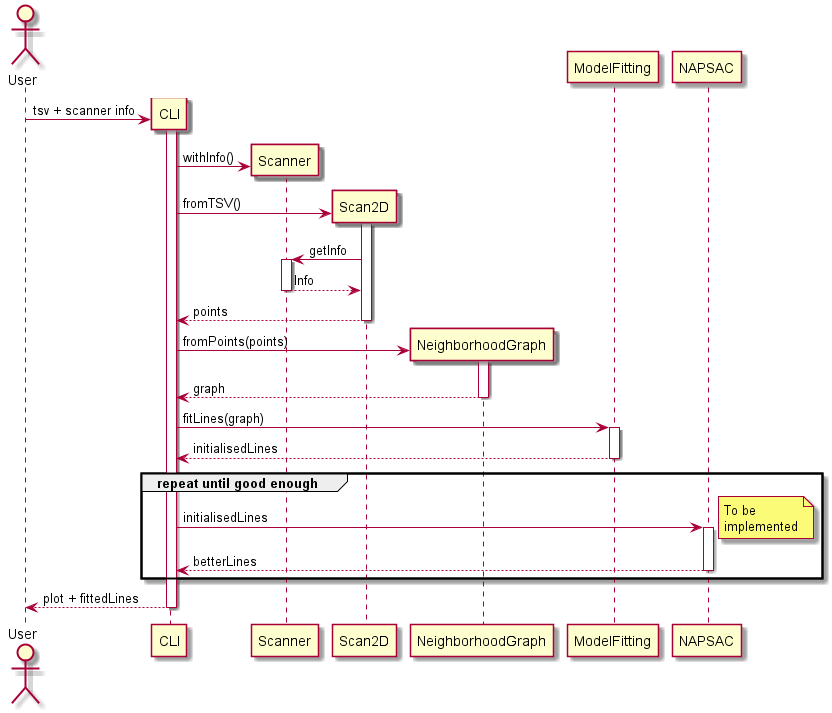 User
ModelFitting
NAPSAC
tsv + scanner info
CLI
withInfo()
Scanner
fromTSV()
Scan2D
getInfo
Info
points
fromPoints(points)
NeighborhoodGraph
graph
fitLines(graph)
initialisedLines
repeat until good enough
To be
implemented
initialisedLines
betterLines
plot + fittedLines
User
CLI
Scanner
Scan2D
NeighborhoodGraph
ModelFitting
NAPSAC